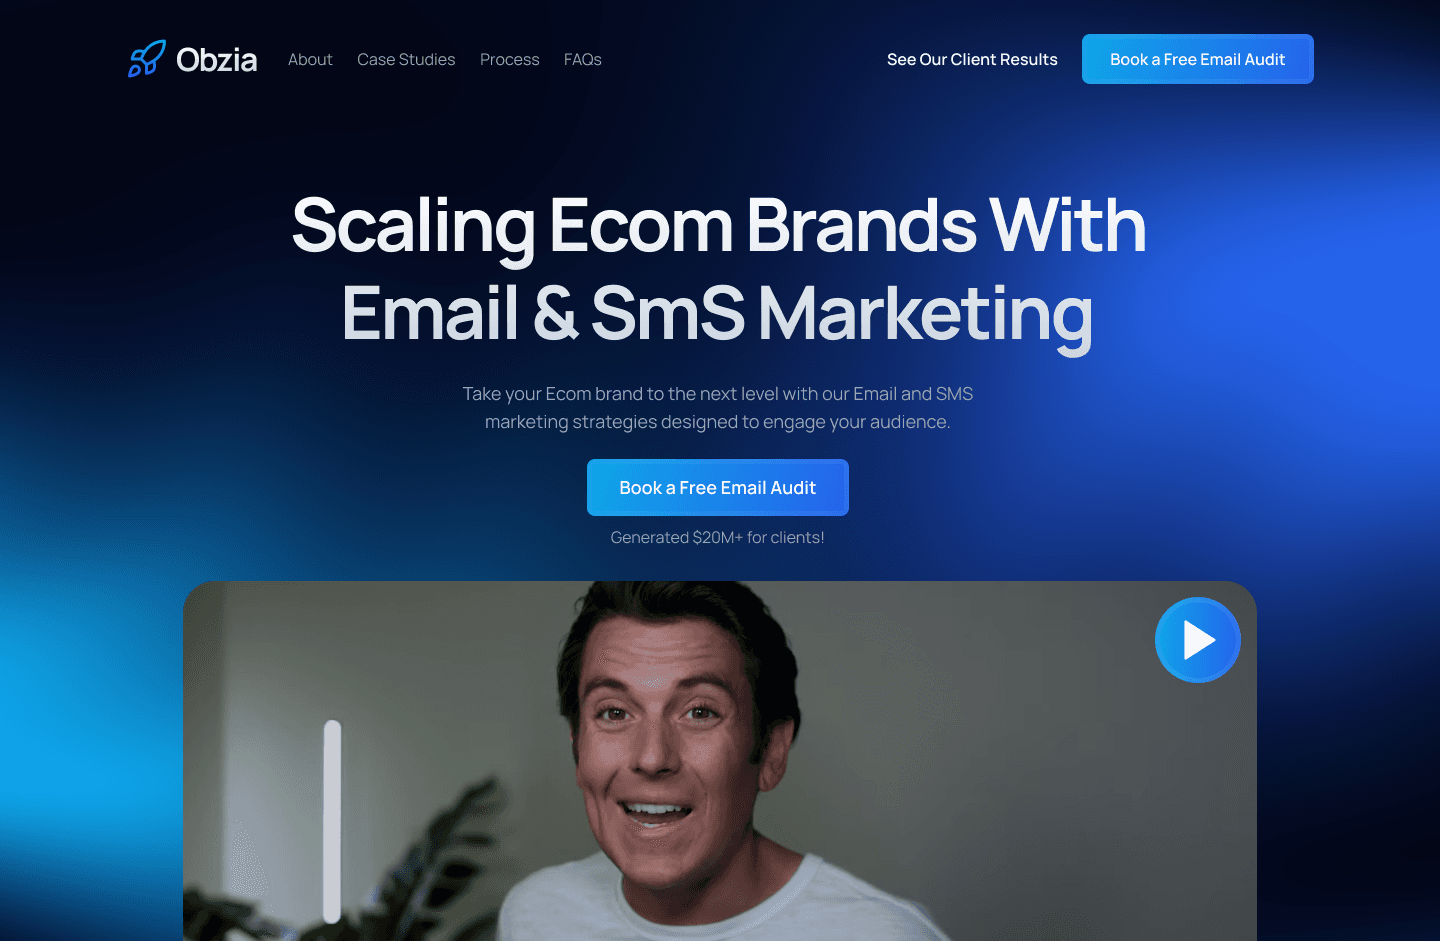 Obzia
About
Case Studies
Process
FAQs
See Our Client Results
Book a Free Email Audit
Scaling Ecom Brands With
Email & SmS Marketing
Take your Ecom brand to the next level with our Email and SMS
marketing strategies designed to engage your audience.
Book a Free Email Audit
Generated $20M+ for clients!